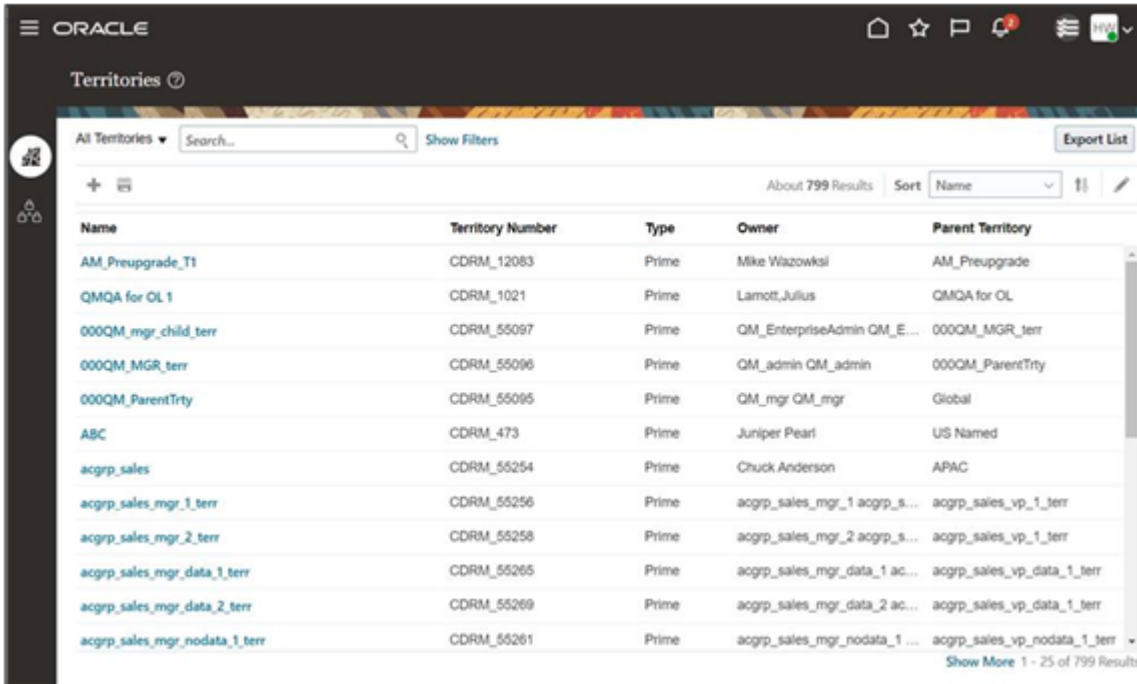 ORACLE 2 HW
Territories
All Territories Search... Show Filters Export List
About 799 Results Sort Name
Name Territory Number Type Owner Parent Territory
AM_Preupgrade_T1 CDRM_12083 Prime Mike Wazowksi AM_Preupgrade
QMQA for OL 1 CDRM_1021 Prime Lamott,Julius QMQA for OL
000QM_mgr_child_terr CDRM_55097 Prime QM_EnterpriseAdmin QM_E... 000QM_MGR_terr
000QM_MGR_terr CDRM_55096 Prime QM_admin QM_admin 000QM_ParentTrty
000QM_ParentTrty CDRM_55095 Prime QM_mgr QM_mgr Global
ABC CDRM_473 Prime Juniper Pearl US Named
acgrp_sales CDRM_55254 Prime Chuck Anderson APAC
acgrp_sales_mgr_1_terr CDRM_55256 Prime acgrp_sales_mgr_1 acgrp_s... acgrp_sales_vp_1_terr
acgrp_sales_mgr_2_terr CDRM_55258 Prime acgrp_sales_mgr_2 acgrp_s... acgrp_sales_vp_1_terr
acgrp_sales_mgr_data_1_terr CDRM_55265 Prime acgrp_sales_mgr_data_1 ac... acgrp_sales_vp_data_1_terr
acgrp_sales_mgr_data_2_terr CDRM_55269 Prime acgrp_sales_mgr_data_2 ac... acgrp_sales_vp_data_1_terr
acgrp_sales_mgr_nodata_1_terr CDRM_55261 Prime acgrp_sales_mgr_nodata_1 ... acgrp_sales_vp_nodata_1_terr
Show More 1 - 25 of 799 Results